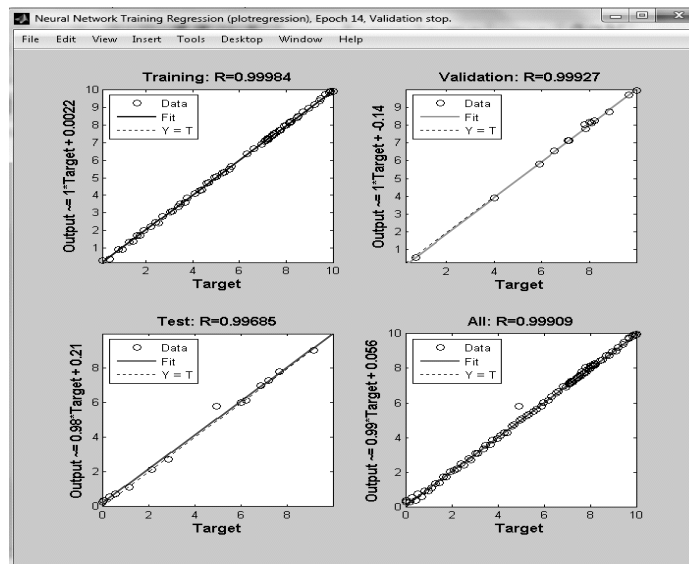 Neural Network Training Regression (plotregression), Epoch 14, Validation stop.
File Edit View Insert Tools Desktop Window Help
Training: R=0.99984
Output ~= 1*Target + 0.0022
Data
Fit
Y = T
10
9
8
7
6
5
4
3
2
1
2 4 6 8 10
Target
Validation: R=0.99927
Output ~= 1*Target + -0.14
Data
Fit
Y = T
9
8
7
6
5
4
3
2
1
2 4 6 8
Target
Test: R=0.99685
Output ~= 0.98*Target + 0.21
Data
Fit
Y = T
8
6
4
2
0
0 2 4 6 8
Target
All: R=0.99909
Output ~= 0.99*Target + 0.056
Data
Fit
Y = T
10
8
6
4
2
0
0 2 4 6 8 10
Target